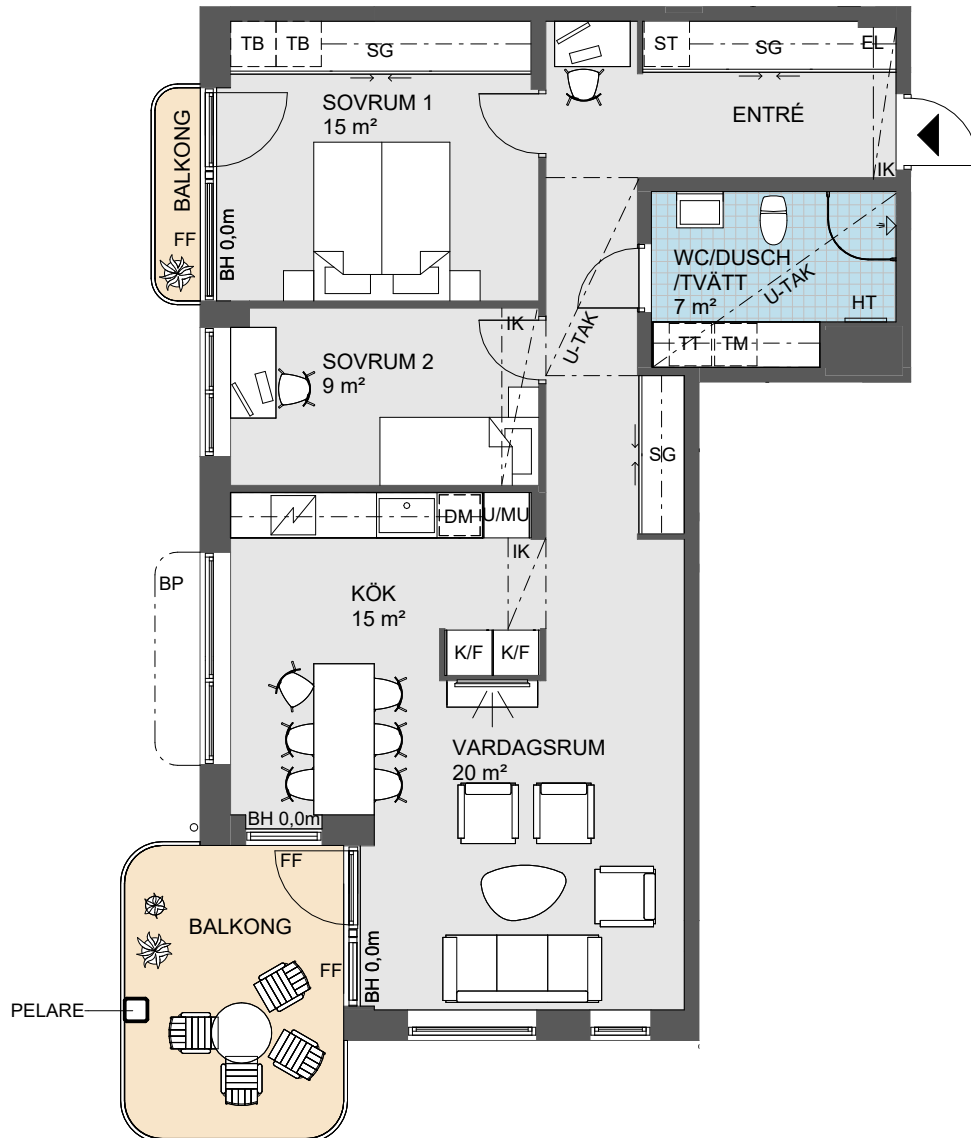 TB
TB
SG
ST
SG
EL
SOVRUM 1
15 m²
ENTRÉ
IK
BALKONG
FF
BH 0,0m
WC/DUSCH
/TVÄTT
7 m²
U-TAK
HT
TT
TM
U-TAK
IK
SOVRUM 2
9 m²
SG
DM
U/MU
IK
BP
KÖK
15 m²
K/F
K/F
VARDAGSRUM
20 m²
BH 0,0m
FF
BALKONG
FF
BH 0,0m
PELARE